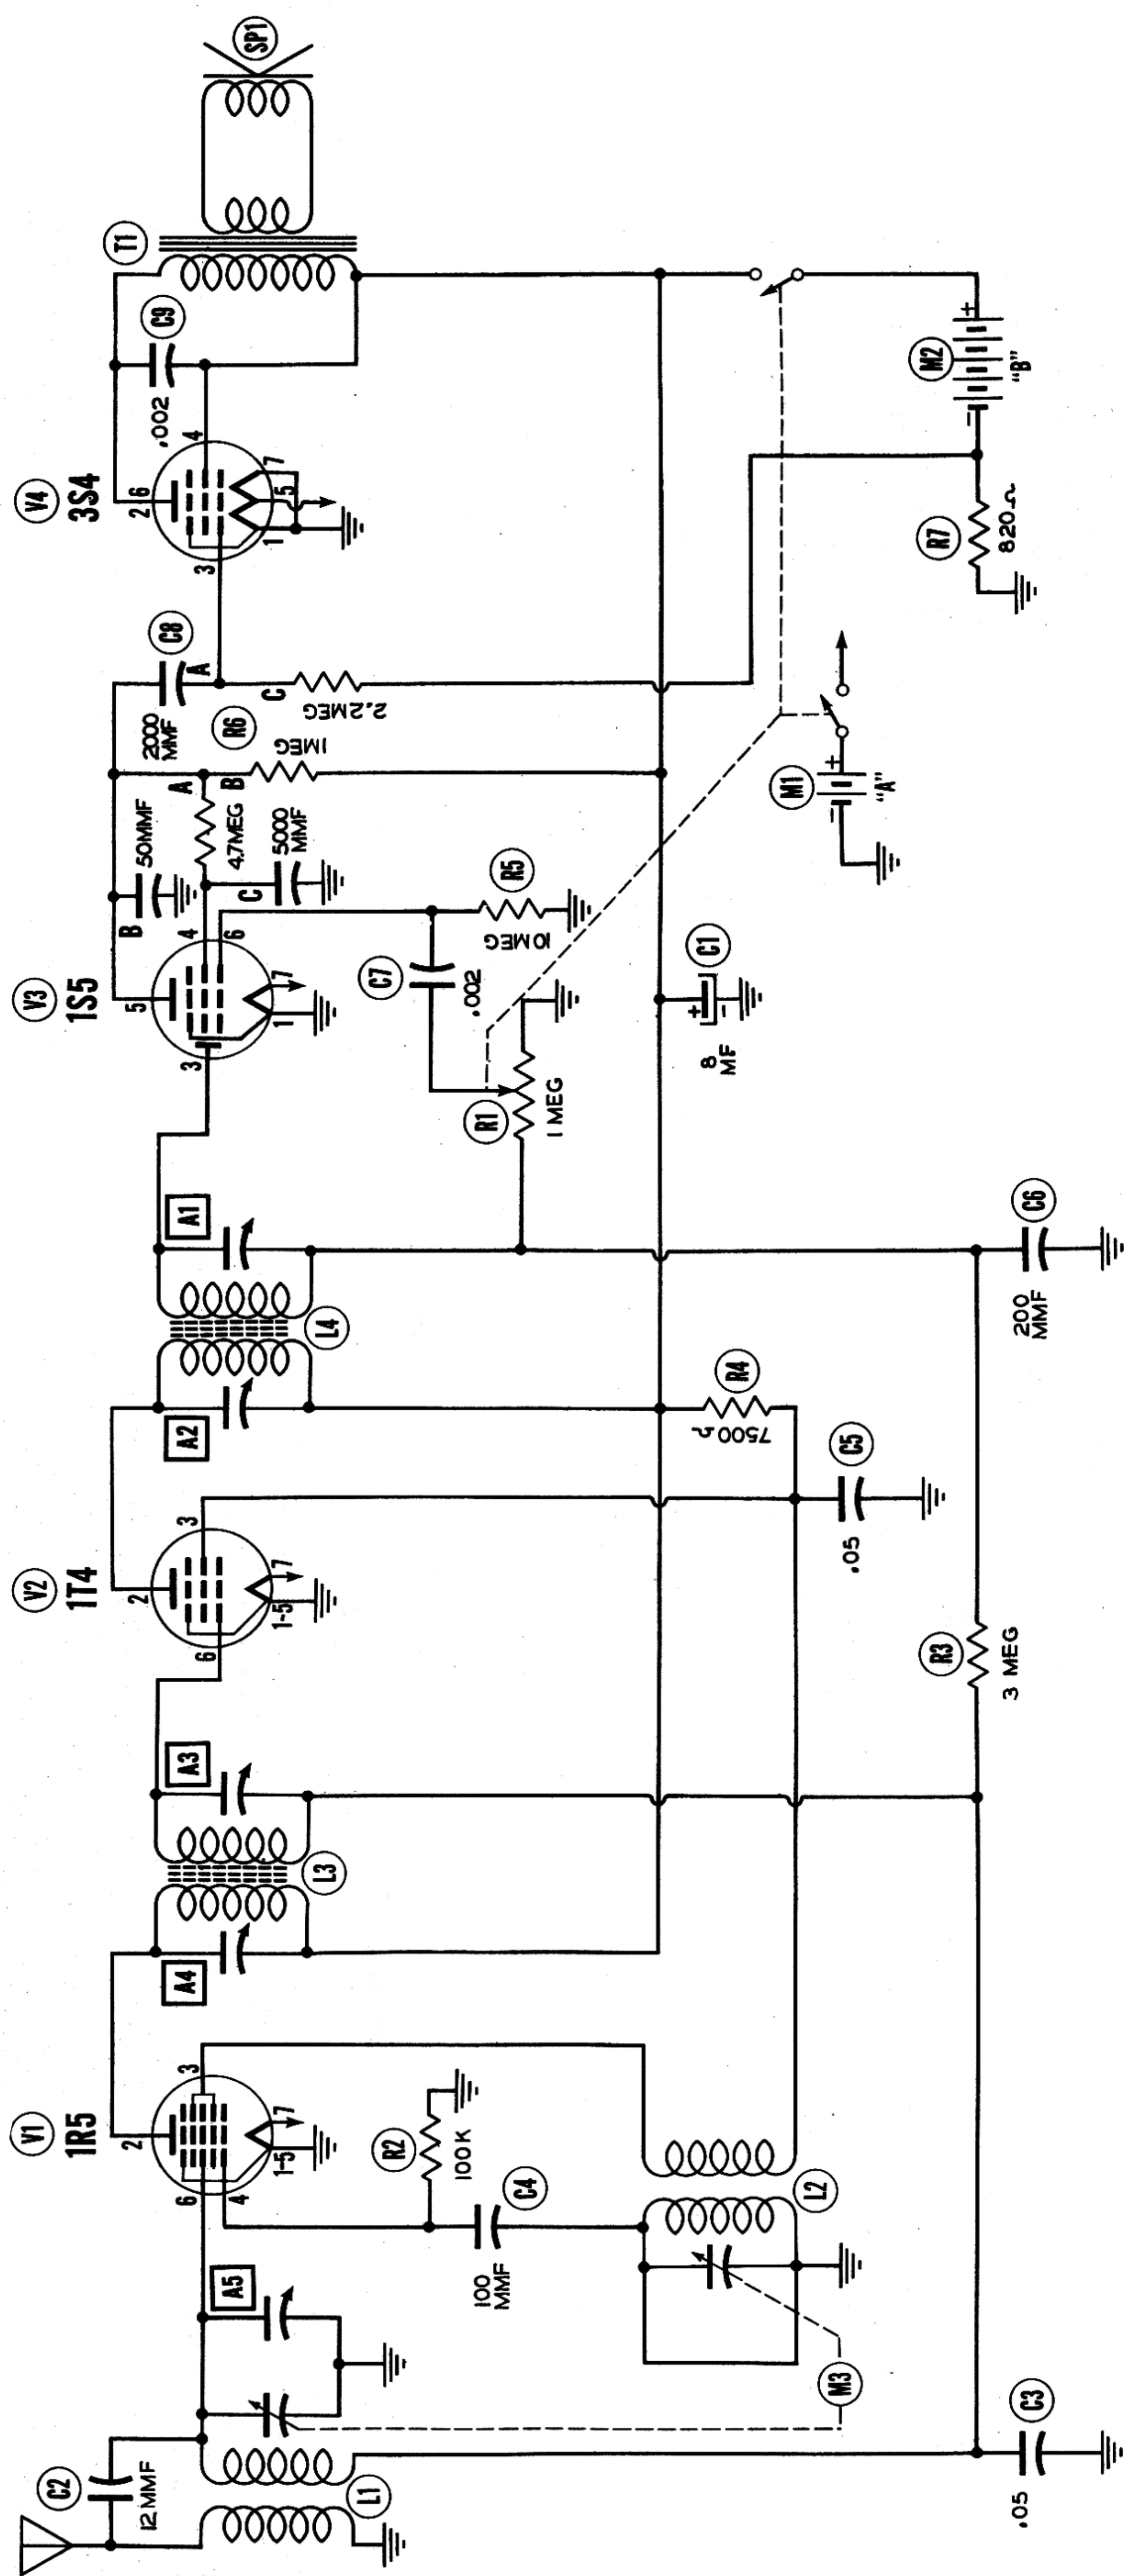 C2
12 MMF
L1
A5
V1
1R5
6
4
2
3
1-5
7
R2
100K
C4
100
MMF
L2
M3
C3
.05
A4
L3
A3
V2
1T4
6
2
3
1-5
7
R3
3 MEG
A2
L4
A1
R4
7500Ω
C5
.05
C6
200
MMF
V3
1S5
3
5
4
6
1
7
B
50MMF
4.7MEG
A
C
5000
MMF
B
1MEG
R6
C7
.002
R5
10 MEG
R1
1 MEG
C1
+
-
8
MF
2000
MMF
C8
A
C
2.2MEG
V4
3S4
3
2
6
4
1
5
7
C9
.002
T1
SP1
M1
-
+
"A"
M2
-
+
"B"
R7
820Ω